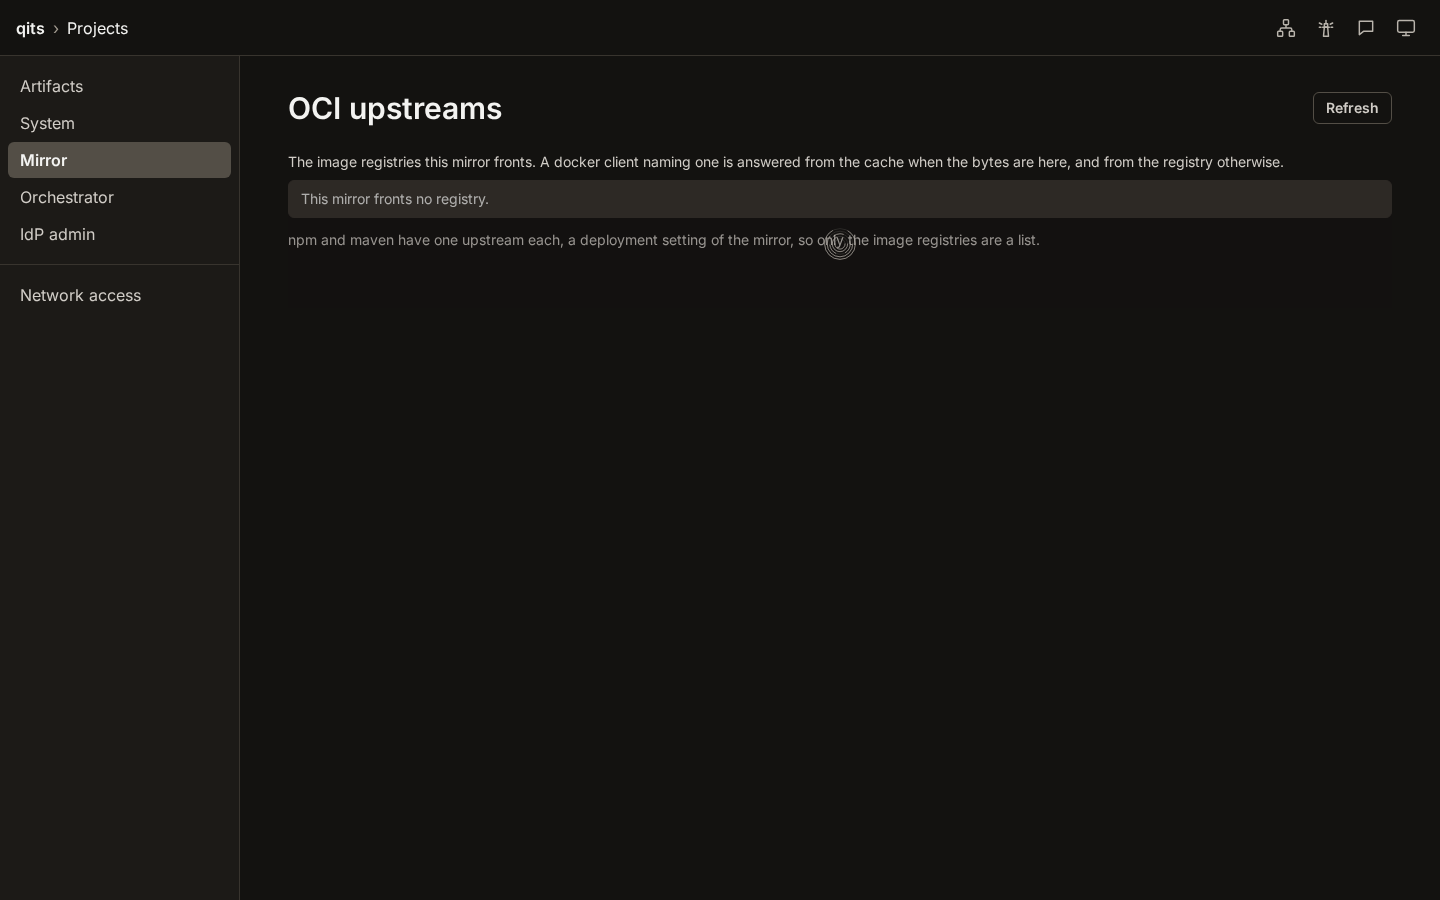 qits › Projects
Artifacts
System
Mirror
Orchestrator
IdP admin
Network access
OCI upstreams
Refresh
The image registries this mirror fronts. A docker client naming one is answered from the cache when the bytes are here, and from the registry otherwise.
This mirror fronts no registry.
npm and maven have one upstream each, a deployment setting of the mirror, so only the image registries are a list.